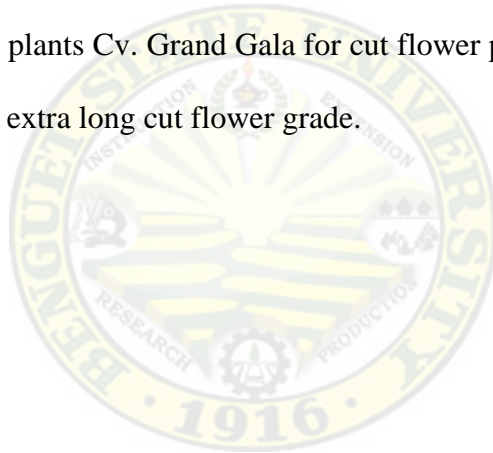 plants Cv. Grand Gala for cut flower p
extra long cut flower grade.
BENGUET STATE UNIVERSITY
INSTRUCTION
EXTENSION
RESEARCH
PRODUCTION
1916